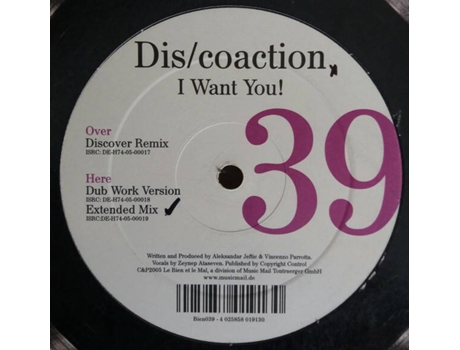 Dis/coaction
I Want You!
39
Over
Discover Remix
ISRC: DE-H74-05-00017
Here
Dub Work Version
ISRC: DE-H74-05-00018
Extended Mix
ISRC:DE-H74-05-00019
Written and Produced by Aleksandar Jeftic & Vincenzo Parrotta.
Vocals by Zeynep Ataseven. Published by Copyright Control
C&P2005 Le Bien et le Mal, a division of Music Mail Tontraeger GmbH
www.musicmail.de
Bien039 - 4 025858 019130